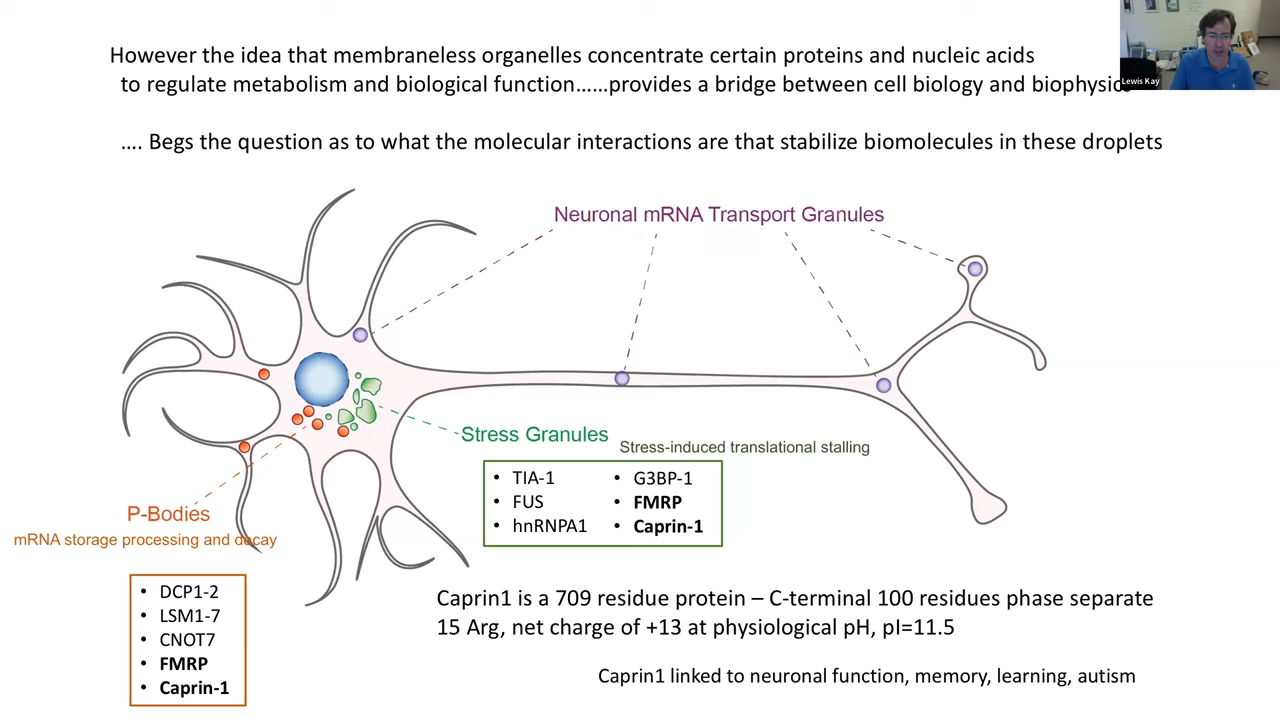 However the idea that membraneless organelles concentrate certain proteins and nucleic acids
to regulate metabolism and biological function……provides a bridge between cell biology and biophysics
Lewis Kay
…. Begs the question as to what the molecular interactions are that stabilize biomolecules in these droplets
Neuronal mRNA Transport Granules
Stress Granules
Stress-induced translational stalling
• TIA-1
• FUS
• hnRNPA1
• G3BP-1
• FMRP
• Caprin-1
P-Bodies
mRNA storage processing and decay
• DCP1-2
• LSM1-7
• CNOT7
• FMRP
• Caprin-1
Caprin1 is a 709 residue protein – C-terminal 100 residues phase separate
15 Arg, net charge of +13 at physiological pH, pI=11.5
Caprin1 linked to neuronal function, memory, learning, autism